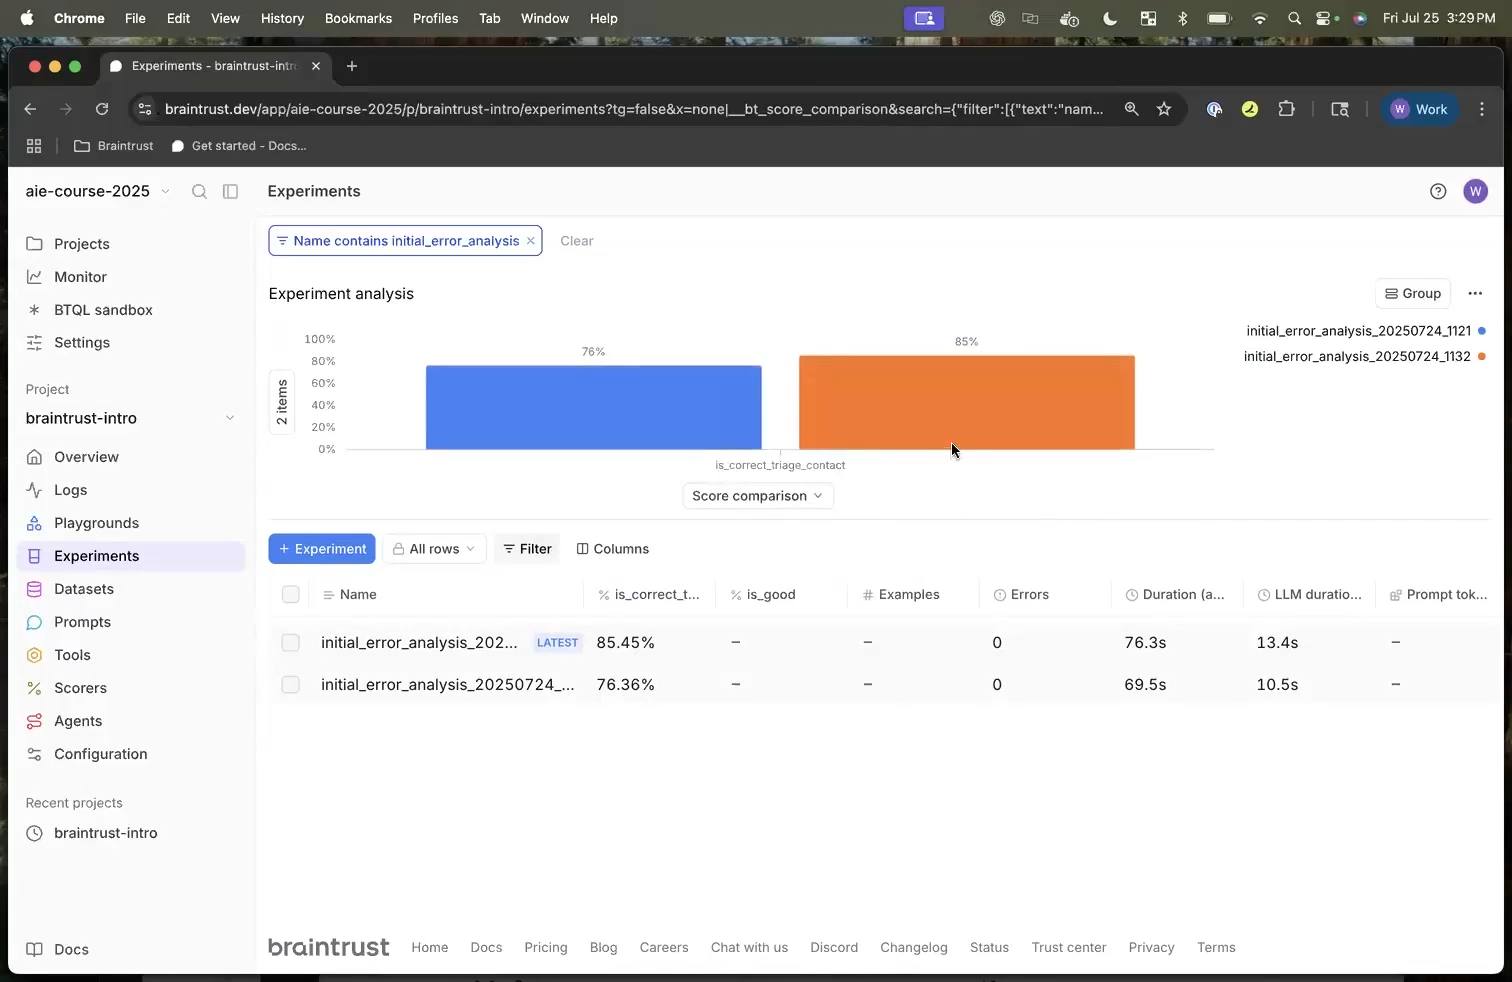 Chrome File Edit View History Bookmarks Profiles Tab Window Help Fri Jul 25 3:29 PM
Experiments - braintrust-intr
braintrust.dev/app/aie-course-2025/p/braintrust-intro/experiments?tg=false&x=none|__bt_score_comparison&search={"filter":[{"text":"nam... W Work
Braintrust Get started - Docs...
aie-course-2025
Experiments
W
Projects
Monitor
BTQL sandbox
Settings
Project
braintrust-intro
Overview
Logs
Playgrounds
Experiments
Datasets
Prompts
Tools
Scorers
Agents
Configuration
Recent projects
braintrust-intro
Docs
Name contains initial_error_analysis Clear
Experiment analysis
Group
2 items
100%
80%
60%
40%
20%
0%
76%
85%
is_correct_triage_contact
initial_error_analysis_20250724_1121
initial_error_analysis_20250724_1132
Score comparison
+ Experiment All rows Filter Columns
Name is_correct_t... is_good Examples Errors Duration (a... LLM duratio... Prompt tok...
initial_error_analysis_202... LATEST 85.45% – – 0 76.3s 13.4s –
initial_error_analysis_20250724_... 76.36% – – 0 69.5s 10.5s –
braintrust Home Docs Pricing Blog Careers Chat with us Discord Changelog Status Trust center Privacy Terms